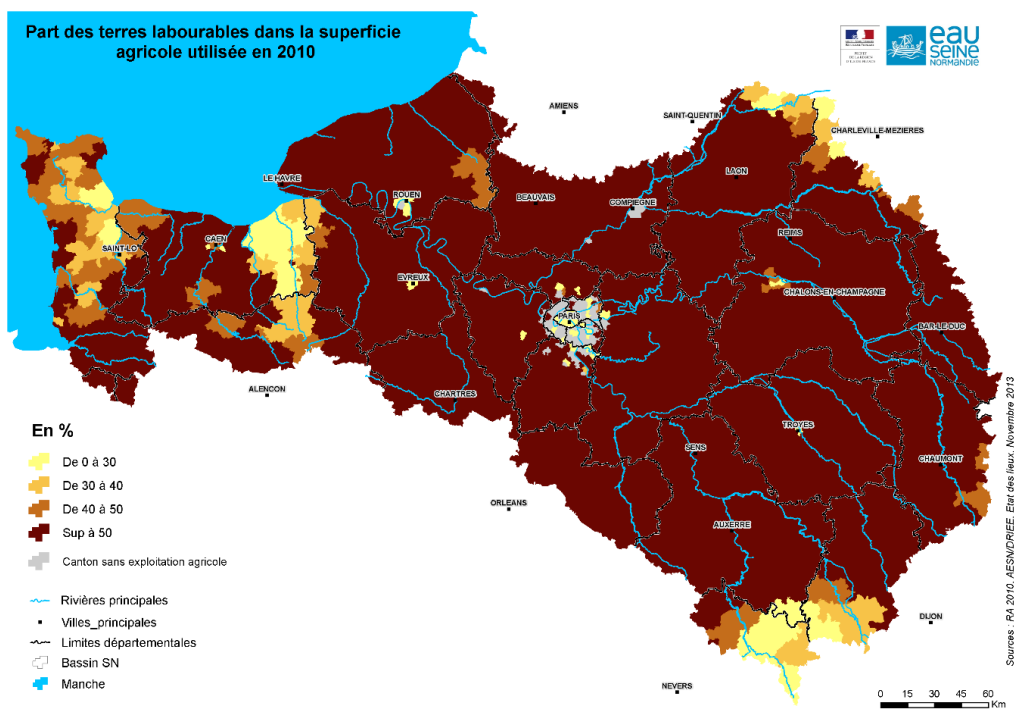 Part des terres labourables dans la superficie
agricole utilisée en 2010
eau
SEINE
NORMANDIE
AMIENS
SAINT-QUENTIN
CHARLEVILLE-MEZIERES
LAON
LE HAVRE
ROUEN
BEAUVAIS
COMPIEGNE
REIMS
CAEN
SAINT-LO
EVREUX
CHALONS-EN-CHAMPAGNE
PARIS
BAR-LE-DUC
ALENCON
CHARTRES
TROYES
SENS
CHAUMONT
ORLEANS
AUXERRE
DIJON
NEVERS
En %
De 0 à 30
De 30 à 40
De 40 à 50
Sup à 50
Canton sans exploitation agricole
Rivières principales
Villes_principales
Limites départementales
Bassin SN
Manche
0 15 30 45 60
Km
Sources : RA 2010, AESN/DRIEE, Etat des lieux, Novembre 2013